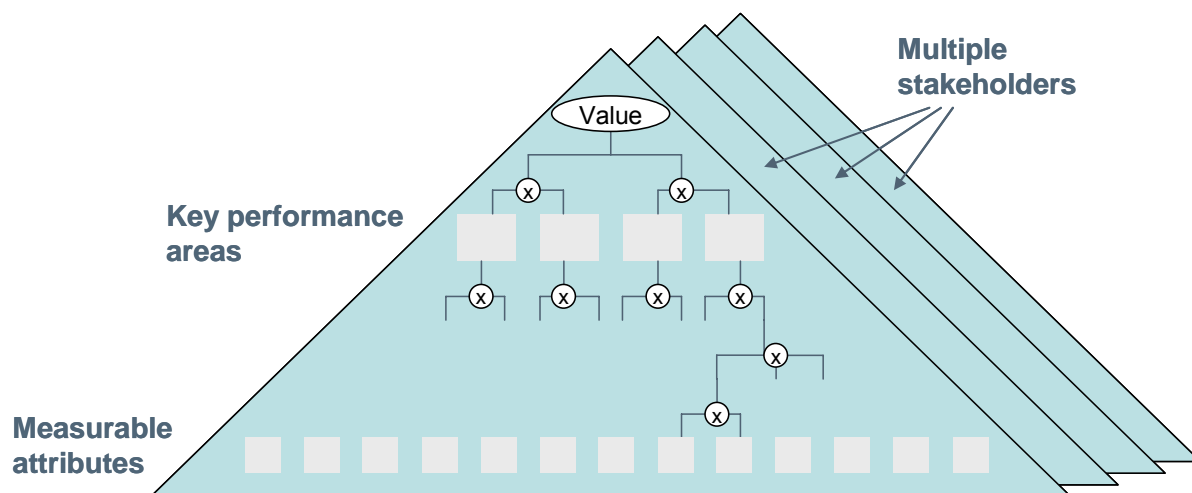 Multiple
stakeholders
Value
x
x
Key performance
areas
x
x
x
x
x
x
Measurable
attributes